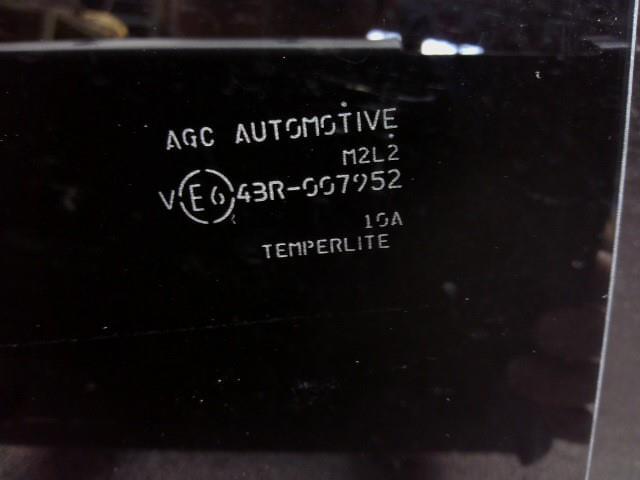 AGC AUTOMOTIVE
M2L2
V E6 43R-007952
10A
TEMPERLITE